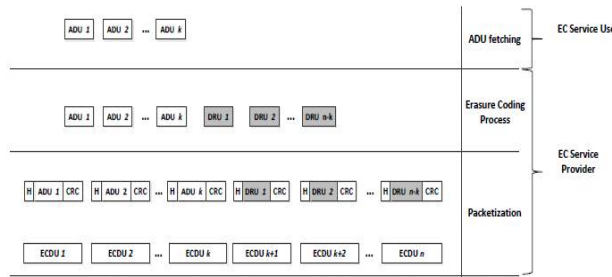 ADU 1 ADU 2 ... ADU k
ADU fetching
EC Service Use
ADU 1 ADU 2 ... ADU k DRU 1 DRU 2 ... DRU n-k
Erasure Coding
Process
EC Service
Provider
H ADU 1 CRC H ADU 2 CRC ... H ADU k CRC H DRU 1 CRC H DRU 2 CRC ... H DRU n-k CRC
Packetization
ECDU 1 ECDU 2 ... ECDU k ECDU k+1 ECDU k+2 ... ECDU n